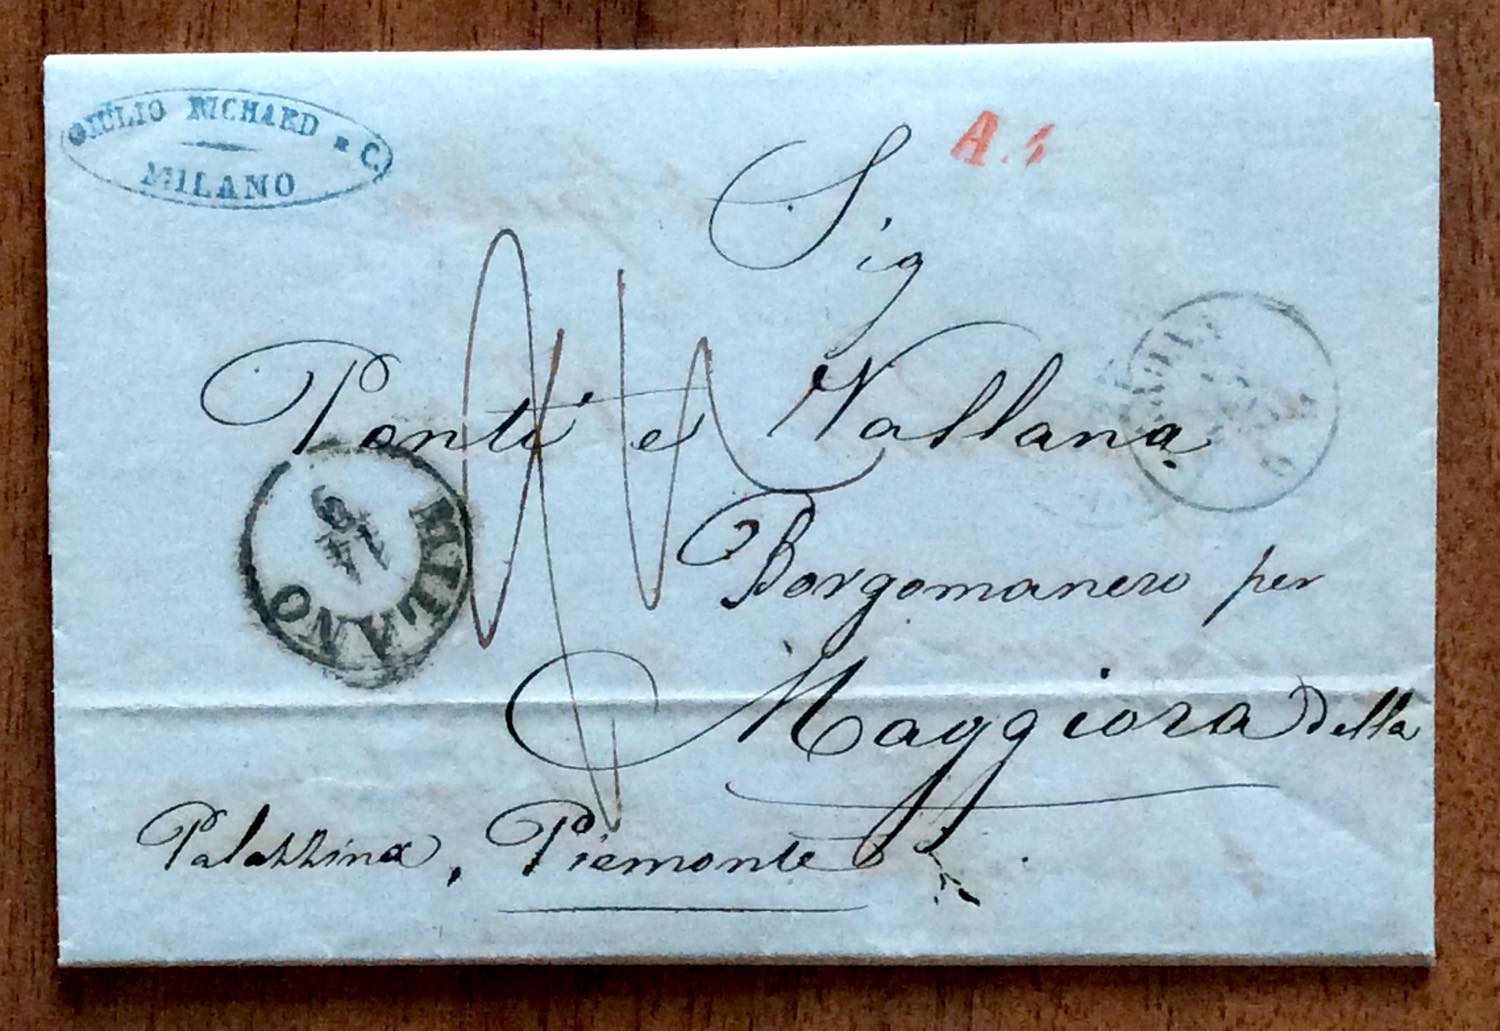 GIULIO RICHARD & C.
MILANO
A.1
Sig
Ponti e Vallana
Borgomanero per
Maggiora della
Palazzina, Piemonte
MILANO